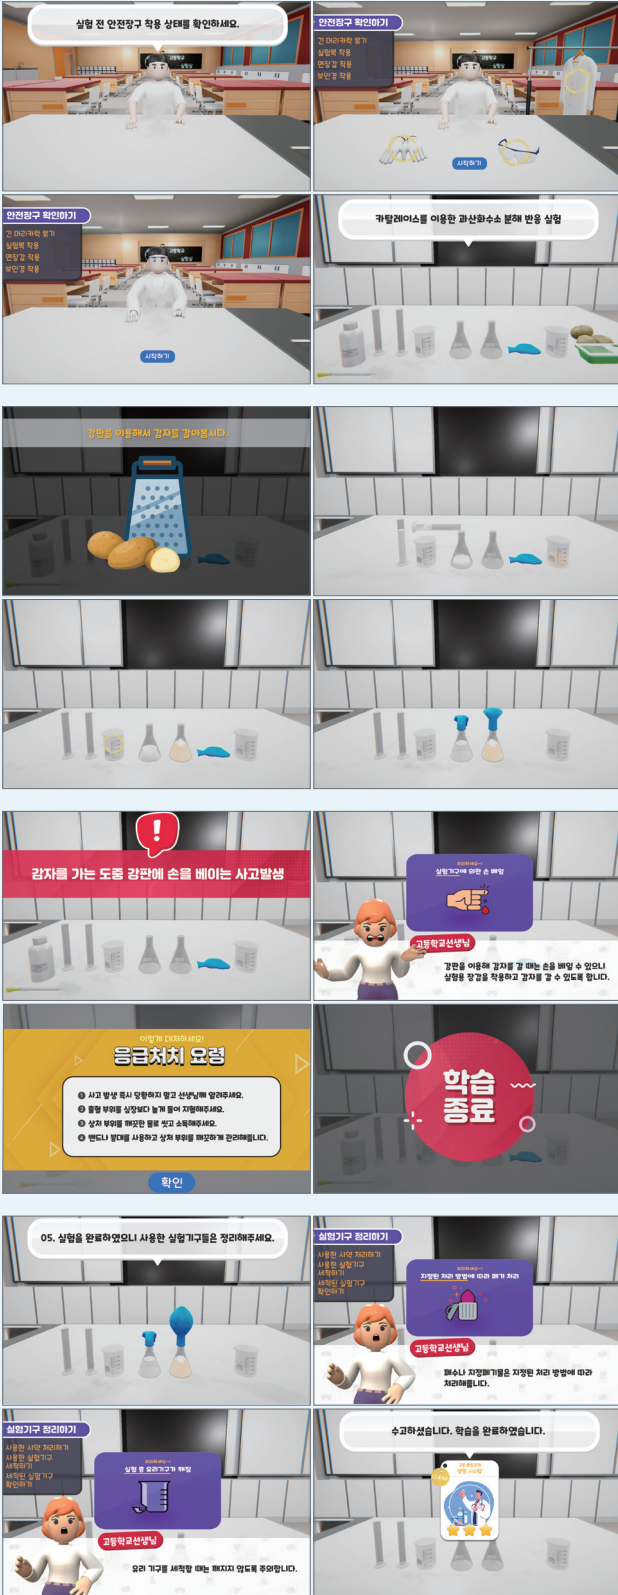 실험 전 안전장구 착용 상태를 확인하세요.
고등학교
실험실
안전장구 확인하기
긴 머리카락 묶기
실험복 착용
면장갑 착용
보안경 착용
시작하기
안전장구 확인하기
긴 머리카락 묶기
실험복 착용
면장갑 착용
보안경 착용
고등학교
실험실
시작하기
카탈레이스를 이용한 과산화수소 분해 반응 실험
강판을 이용해서 감자를 갈아봅시다.
!
감자를 가는 도중 강판에 손을 베이는 사고발생
실험기구에 의한 손 베임
고등학교선생님
강판을 이용해 감자를 갈 때는 손을 베일 수 있으니
실험용 장갑을 착용하고 감자를 갈 수 있도록 합니다.
이렇게 대처하세요!
응급처치 요령
1 사고 발생 즉시 당황하지 말고 선생님께 알려주세요.
2 출혈 부위를 심장보다 높게 들어 지혈해주세요.
3 상처 부위를 깨끗한 물로 씻고 소독해주세요.
4 밴드나 붕대를 사용하고 상처 부위를 깨끗하게 관리해줍니다.
확인
학습
종료
05. 실험을 완료하였으니 사용한 실험기구들은 정리해주세요.
실험기구 정리하기
사용한 시약 처리하기
사용한 실험기구
세척하기
세척된 실험기구
확인하기
지정된 처리 방법에 따라 폐기 처리
고등학교선생님
폐수나 지정폐기물은 지정된 처리 방법에 따라
처리해줍니다.
실험기구 정리하기
사용한 시약 처리하기
사용한 실험기구
세척하기
세척된 실험기구
확인하기
실험 중 유리기구가 깨짐
고등학교선생님
유리 기구를 세척할 때는 깨지지 않도록 주의합니다.
수고하셨습니다. 학습을 완료하였습니다.